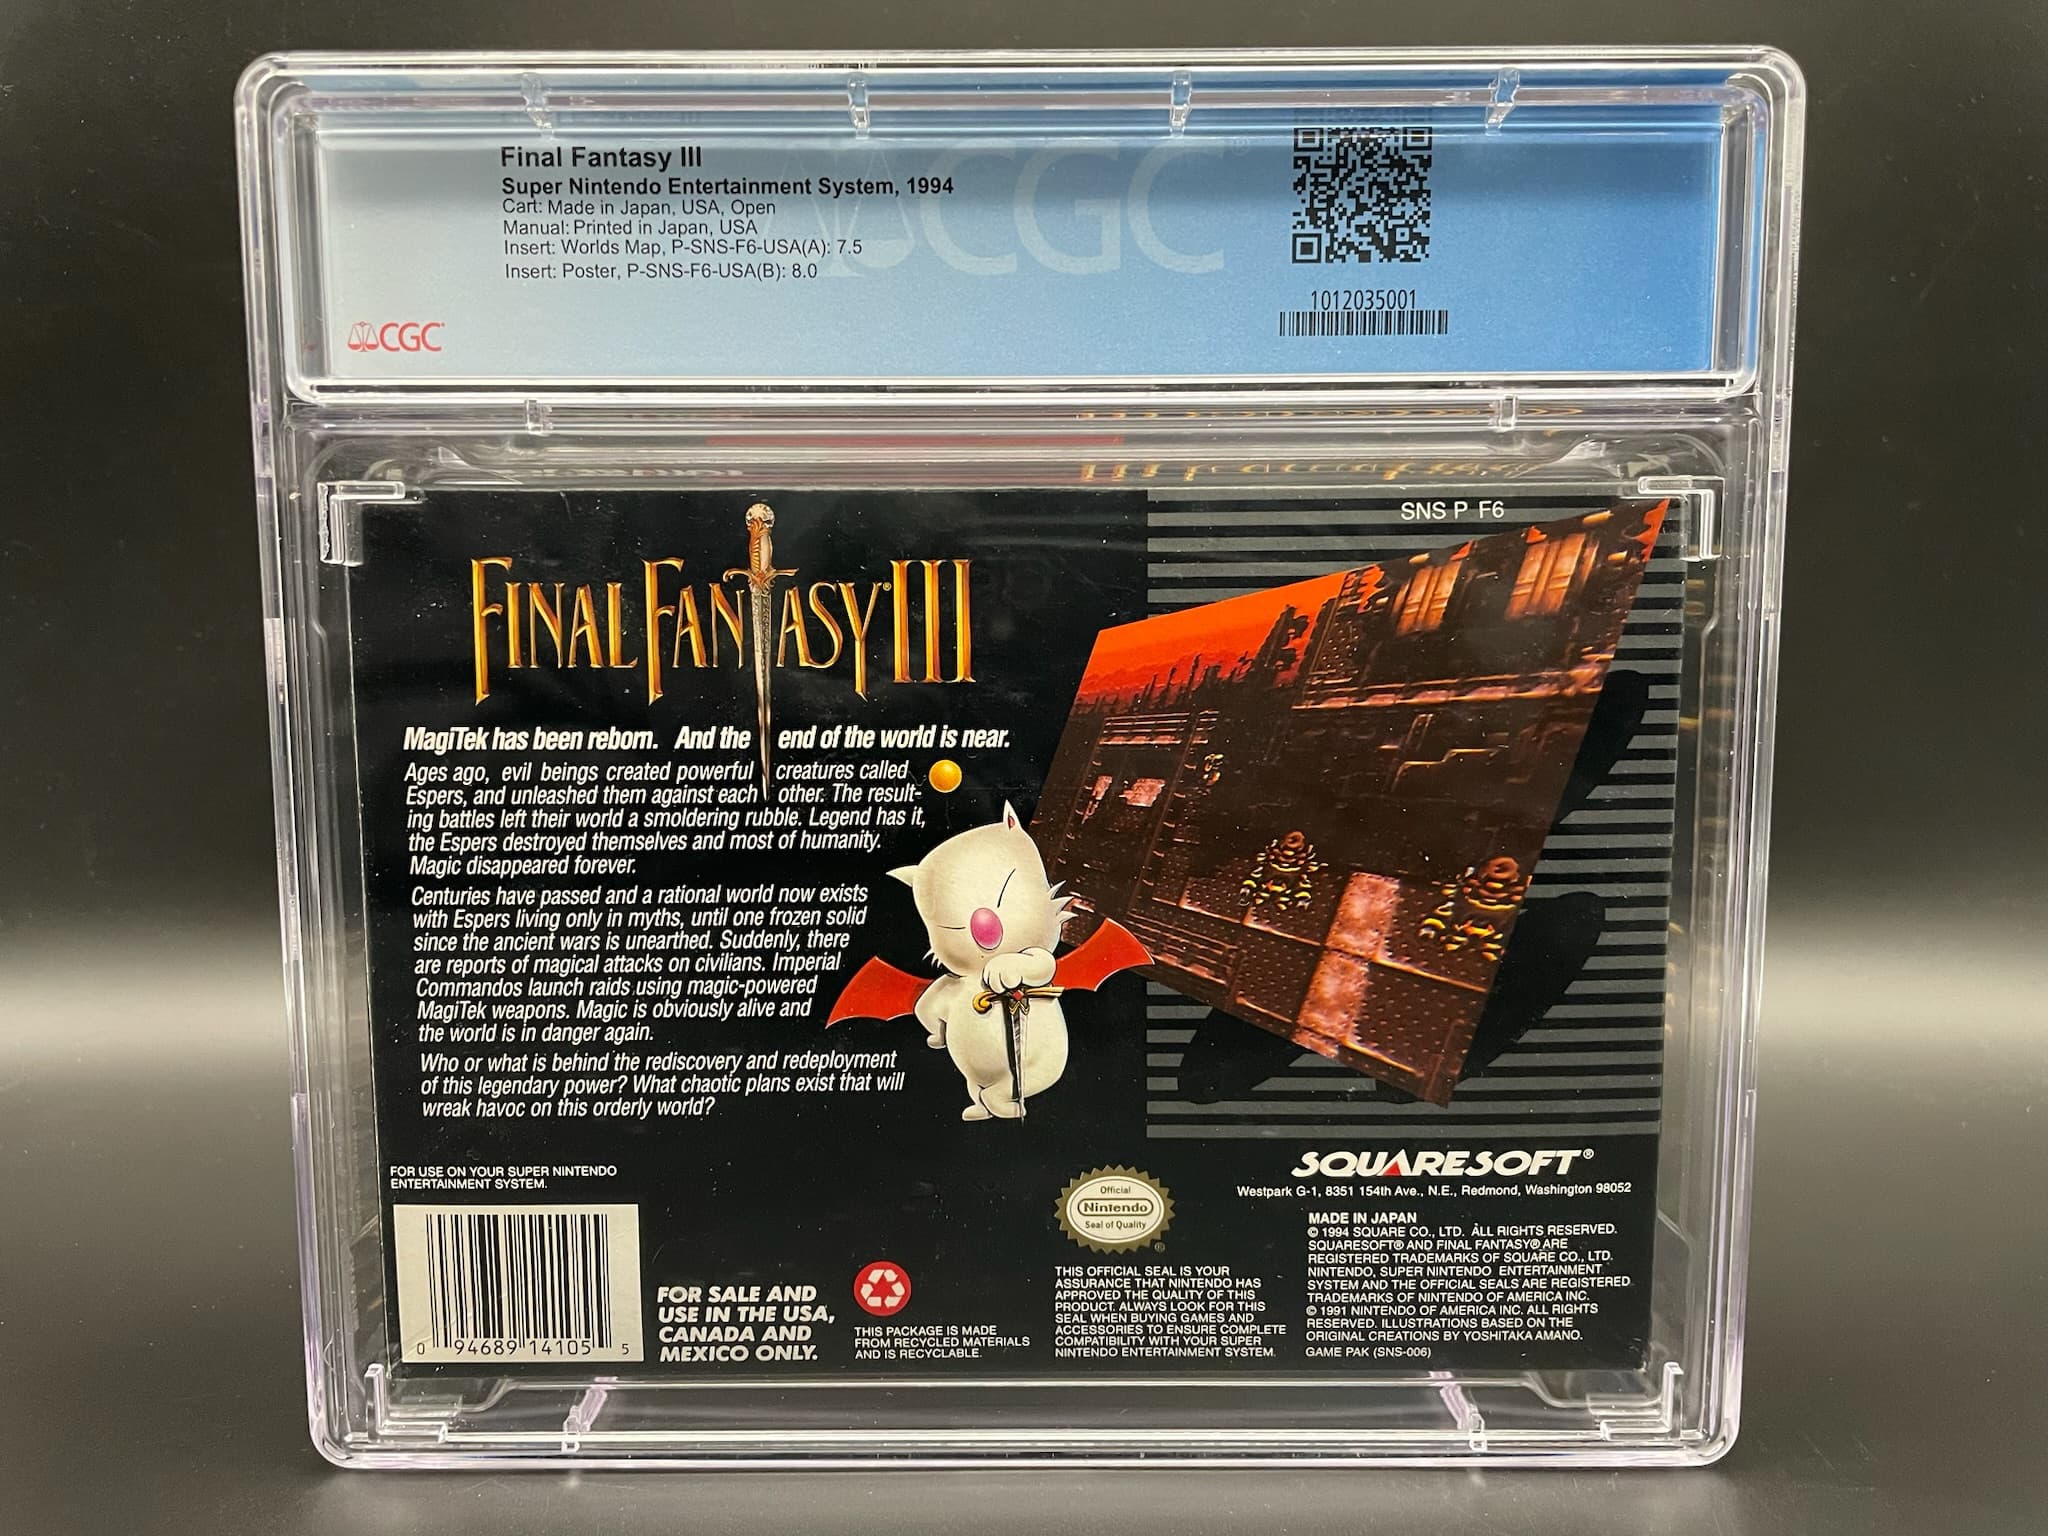 Final Fantasy III
Super Nintendo Entertainment System, 1994
Cart: Made in Japan, USA, Open
Manual: Printed in Japan, USA
Insert: Worlds Map, P-SNS-F6-USA(A): 7.5
Insert: Poster, P-SNS-F6-USA(B): 8.0
CGC
CGC
1012035001
SNS P F6
FINAL FANTASY® III
MagiTek has been reborn. And the end of the world is near.
Ages ago, evil beings created powerful creatures called
Espers, and unleashed them against each other. The result-
ing battles left their world a smoldering rubble. Legend has it,
the Espers destroyed themselves and most of humanity.
Magic disappeared forever.
Centuries have passed and a rational world now exists
with Espers living only in myths, until one frozen solid
since the ancient wars is unearthed. Suddenly, there
are reports of magical attacks on civilians. Imperial
Commandos launch raids using magic-powered
MagiTek weapons. Magic is obviously alive and
the world is in danger again.
Who or what is behind the rediscovery and redeployment
of this legendary power? What chaotic plans exist that will
wreak havoc on this orderly world?
FOR USE ON YOUR SUPER NINTENDO
ENTERTAINMENT SYSTEM.
0 94689 14105 5
FOR SALE AND
USE IN THE USA,
CANADA AND
MEXICO ONLY.
THIS PACKAGE IS MADE
FROM RECYCLED MATERIALS
AND IS RECYCLABLE.
Official
Nintendo
Seal of Quality
®
THIS OFFICIAL SEAL IS YOUR
ASSURANCE THAT NINTENDO HAS
APPROVED THE QUALITY OF THIS
PRODUCT. ALWAYS LOOK FOR THIS
SEAL WHEN BUYING GAMES AND
ACCESSORIES TO ENSURE COMPLETE
COMPATIBILITY WITH YOUR SUPER
NINTENDO ENTERTAINMENT SYSTEM.
SQUARESOFT®
Westpark G-1, 8351 154th Ave., N.E., Redmond, Washington 98052
MADE IN JAPAN
© 1994 SQUARE CO., LTD. ALL RIGHTS RESERVED.
SQUARESOFT® AND FINAL FANTASY® ARE
REGISTERED TRADEMARKS OF SQUARE CO., LTD.
NINTENDO, SUPER NINTENDO ENTERTAINMENT
SYSTEM AND THE OFFICIAL SEALS ARE REGISTERED
TRADEMARKS OF NINTENDO OF AMERICA INC.
© 1991 NINTENDO OF AMERICA INC. ALL RIGHTS
RESERVED. ILLUSTRATIONS BASED ON THE
ORIGINAL CREATIONS BY YOSHITAKA AMANO.
GAME PAK (SNS-006)